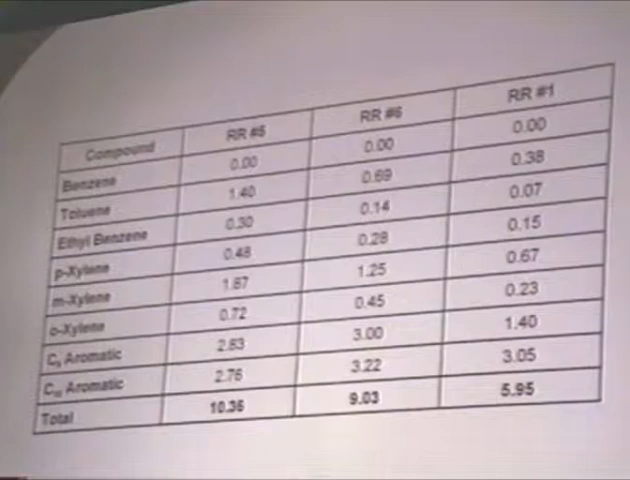 Compound RR #5 RR #6 RR #1
Benzene 0.00 0.00 0.00
Toluene 1.40 0.69 0.38
Ethyl Benzene 0.30 0.14 0.07
p-Xylene 0.48 0.28 0.15
m-Xylene 1.67 1.25 0.67
o-Xylene 0.72 0.45 0.23
C₉ Aromatic 2.63 3.00 1.40
C₁₀ Aromatic 2.76 3.22 3.05
Total 10.36 9.03 5.95